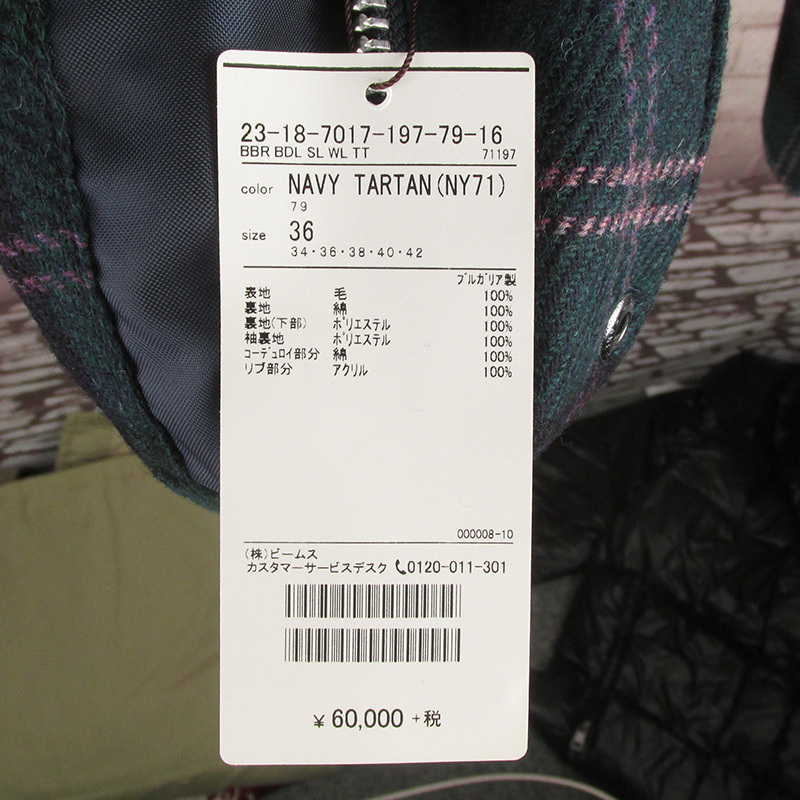 23-18-7017-197-79-16
BBR BDL SL WL TT 71197
color NAVY TARTAN(NY71)
79
size 36
34・36・38・40・42
ブルガリア製
表地 毛 100%
裏地 綿 100%
裏地(下部) ポリエステル 100%
袖裏地 ポリエステル 100%
コーデュロイ部分 綿 100%
リブ部分 アクリル 100%
000008-10
(株)ビームス
カスタマーサービスデスク 📞0120-011-301
¥ 60,000 +税